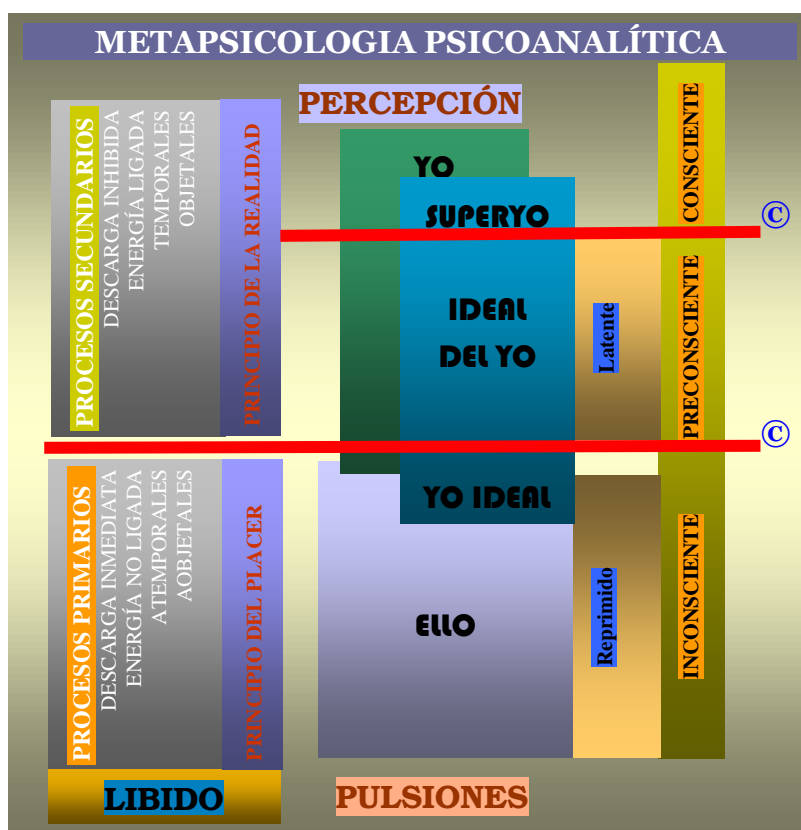 METAPSICOLOGIA PSICOANALÍTICA
PERCEPCIÓN
PROCESOS SECUNDARIOS
DESCARGA INHIBIDA
ENERGÍA LIGADA
TEMPORALES
OBJETALES
PRINCIPIO DE LA REALIDAD
YO
SUPERYO
IDEAL
DEL YO
YO IDEAL
Latente
CONSCIENTE
©
PRECONSCIENTE
©
PROCESOS PRIMARIOS
DESCARGA INMEDIATA
ENERGÍA NO LIGADA
ATEMPORALES
AOBJETALES
PRINCIPIO DEL PLACER
ELLO
Reprimido
INCONSCIENTE
LIBIDO
PULSIONES